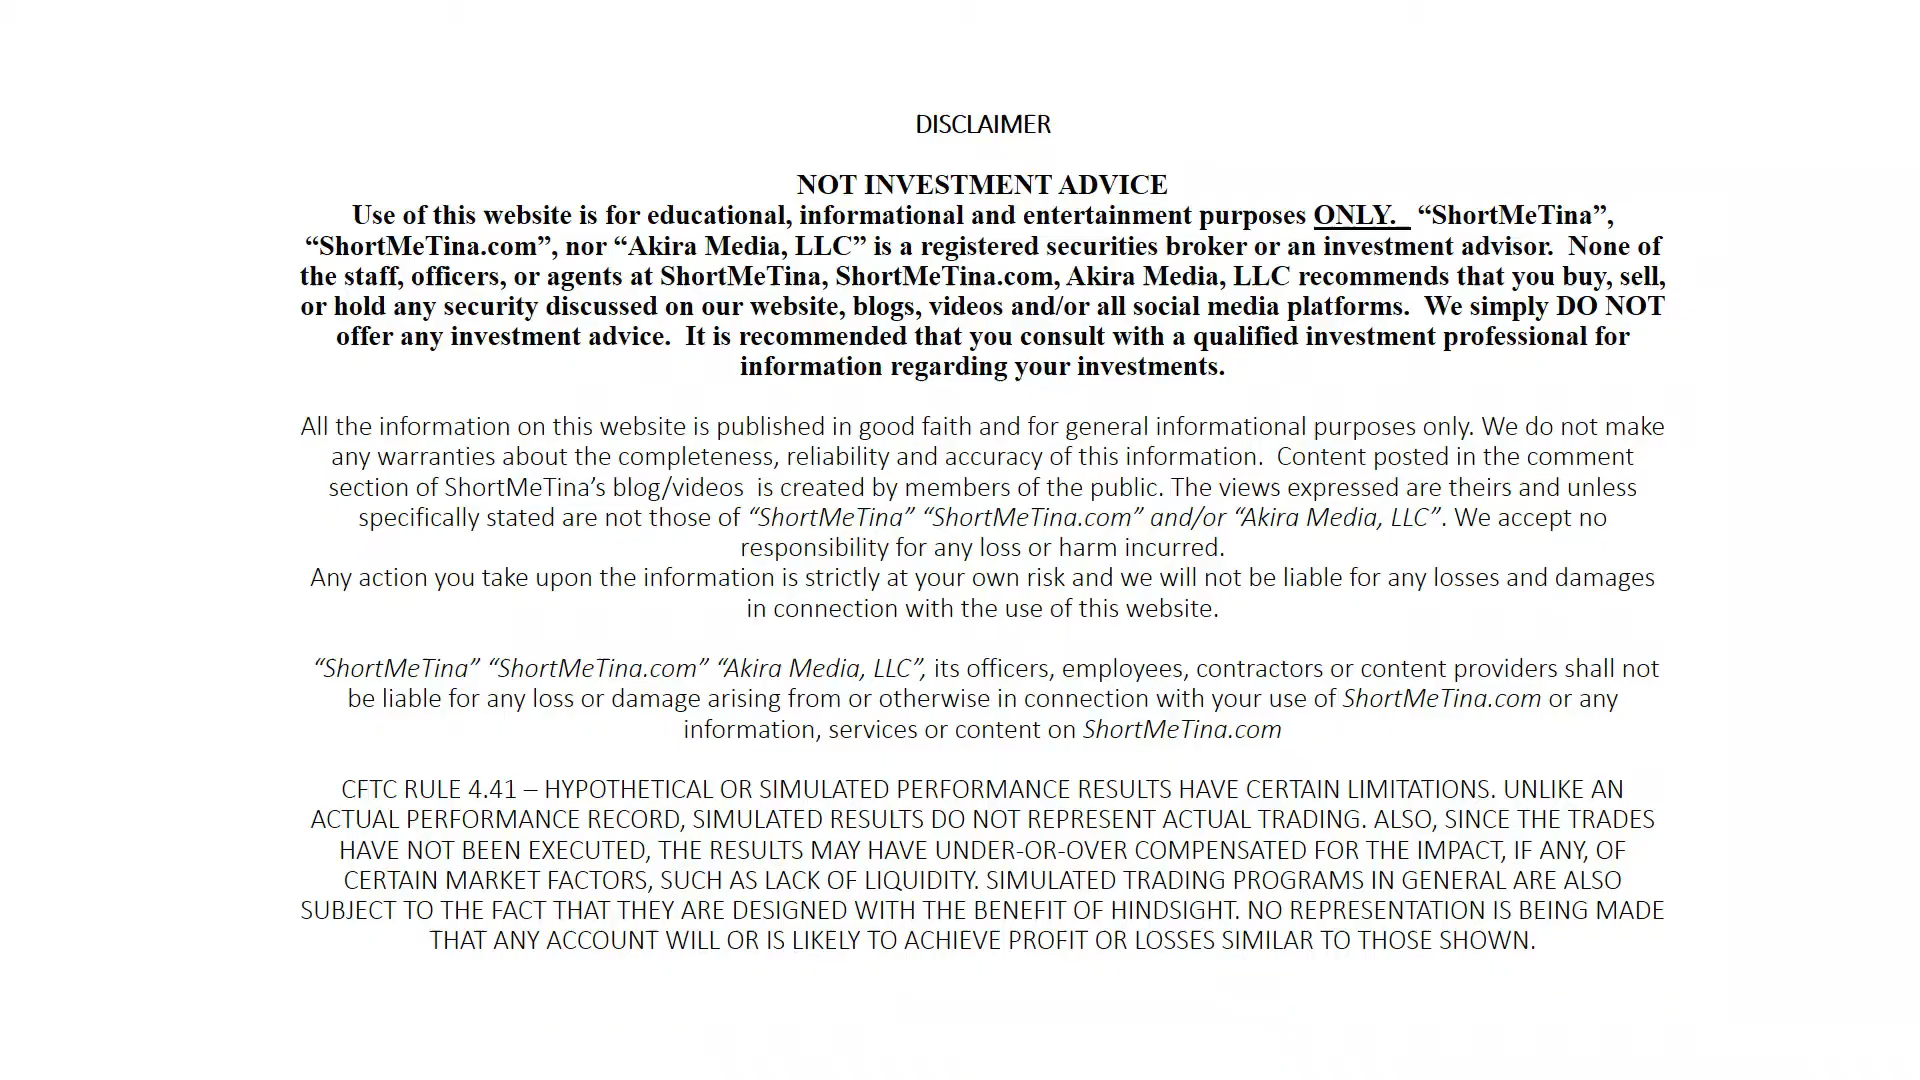 DISCLAIMER
NOT INVESTMENT ADVICE
Use of this website is for educational, informational and entertainment purposes ONLY.  “ShortMeTina”,
“ShortMeTina.com”, nor “Akira Media, LLC” is a registered securities broker or an investment advisor.  None of
the staff, officers, or agents at ShortMeTina, ShortMeTina.com, Akira Media, LLC recommends that you buy, sell,
or hold any security discussed on our website, blogs, videos and/or all social media platforms.  We simply DO NOT
offer any investment advice.  It is recommended that you consult with a qualified investment professional for
information regarding your investments.
All the information on this website is published in good faith and for general informational purposes only. We do not make
any warranties about the completeness, reliability and accuracy of this information.  Content posted in the comment
section of ShortMeTina’s blog/videos  is created by members of the public. The views expressed are theirs and unless
specifically stated are not those of “ShortMeTina” “ShortMeTina.com” and/or “Akira Media, LLC”. We accept no
responsibility for any loss or harm incurred.
Any action you take upon the information is strictly at your own risk and we will not be liable for any losses and damages
in connection with the use of this website.
“ShortMeTina” “ShortMeTina.com” “Akira Media, LLC”, its officers, employees, contractors or content providers shall not
be liable for any loss or damage arising from or otherwise in connection with your use of ShortMeTina.com or any
information, services or content on ShortMeTina.com
CFTC RULE 4.41 – HYPOTHETICAL OR SIMULATED PERFORMANCE RESULTS HAVE CERTAIN LIMITATIONS. UNLIKE AN
ACTUAL PERFORMANCE RECORD, SIMULATED RESULTS DO NOT REPRESENT ACTUAL TRADING. ALSO, SINCE THE TRADES
HAVE NOT BEEN EXECUTED, THE RESULTS MAY HAVE UNDER-OR-OVER COMPENSATED FOR THE IMPACT, IF ANY, OF
CERTAIN MARKET FACTORS, SUCH AS LACK OF LIQUIDITY. SIMULATED TRADING PROGRAMS IN GENERAL ARE ALSO
SUBJECT TO THE FACT THAT THEY ARE DESIGNED WITH THE BENEFIT OF HINDSIGHT. NO REPRESENTATION IS BEING MADE
THAT ANY ACCOUNT WILL OR IS LIKELY TO ACHIEVE PROFIT OR LOSSES SIMILAR TO THOSE SHOWN.